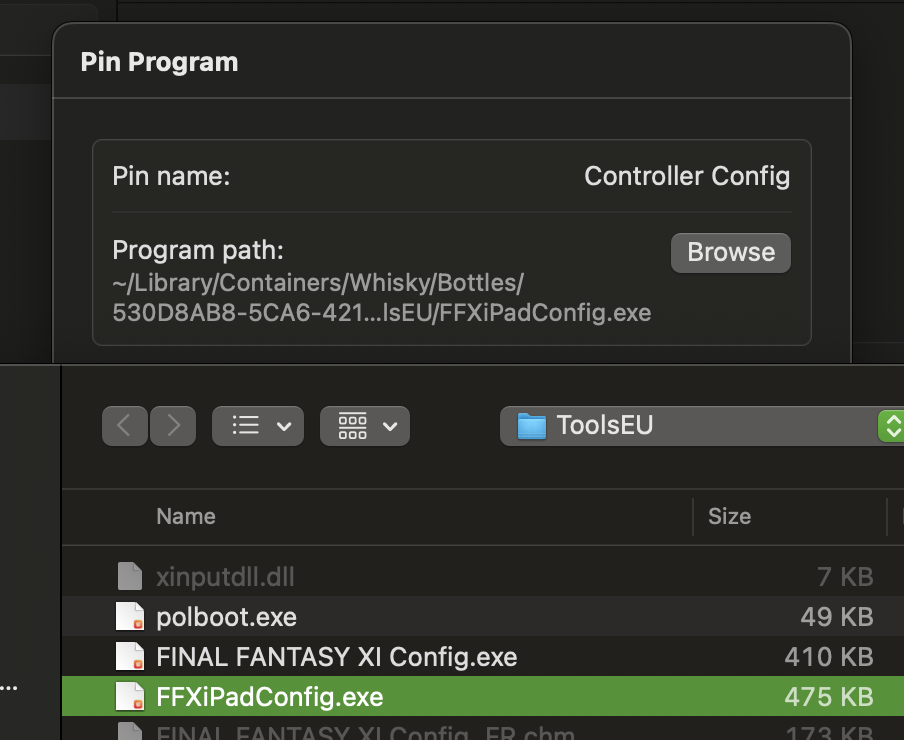 Pin Program
Pin name:
Controller Config
Program path:
Browse
~/Library/Containers/Whisky/Bottles/
530D8AB8-5CA6-421...lsEU/FFXiPadConfig.exe
ToolsEU
Name
Size
xinputdll.dll
7 KB
polboot.exe
49 KB
FINAL FANTASY XI Config.exe
410 KB
...
FFXiPadConfig.exe
475 KB
FINAL FANTASY XI Config_FR.chm
173 KB